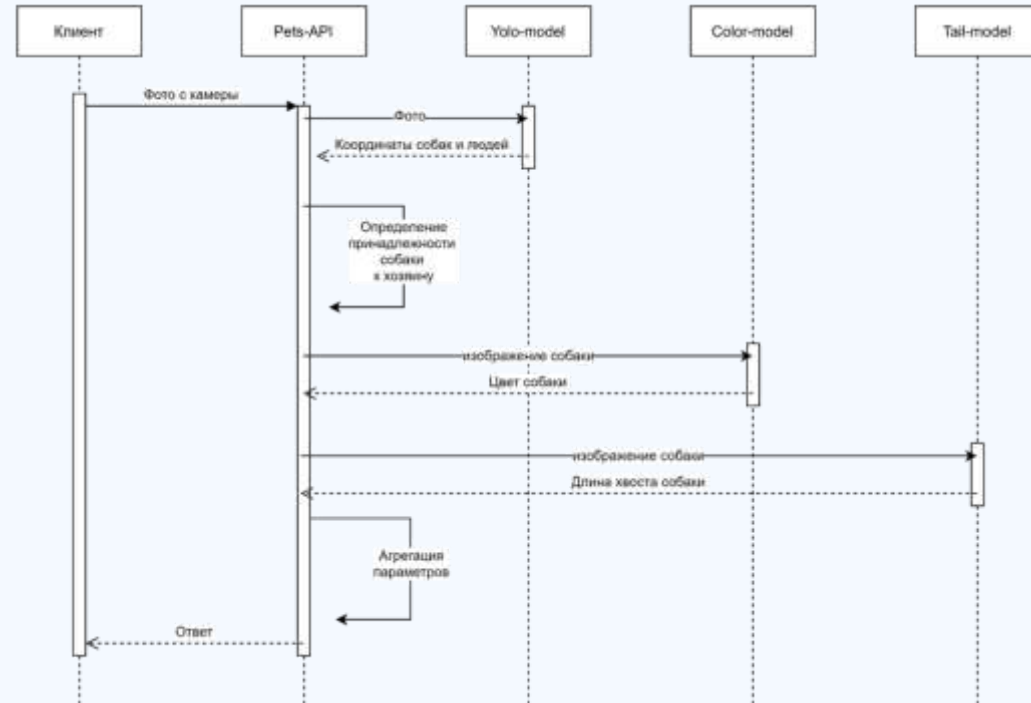 Клиент
Pets-API
Yolo-model
Color-model
Tail-model
Фото с камеры
Фото
Координаты собак и людей
Определение
принадлежности
собаки
к хозяину
изображение собаки
Цвет собаки
изображение собаки
Длина хвоста собаки
Агрегация
параметров
Ответ